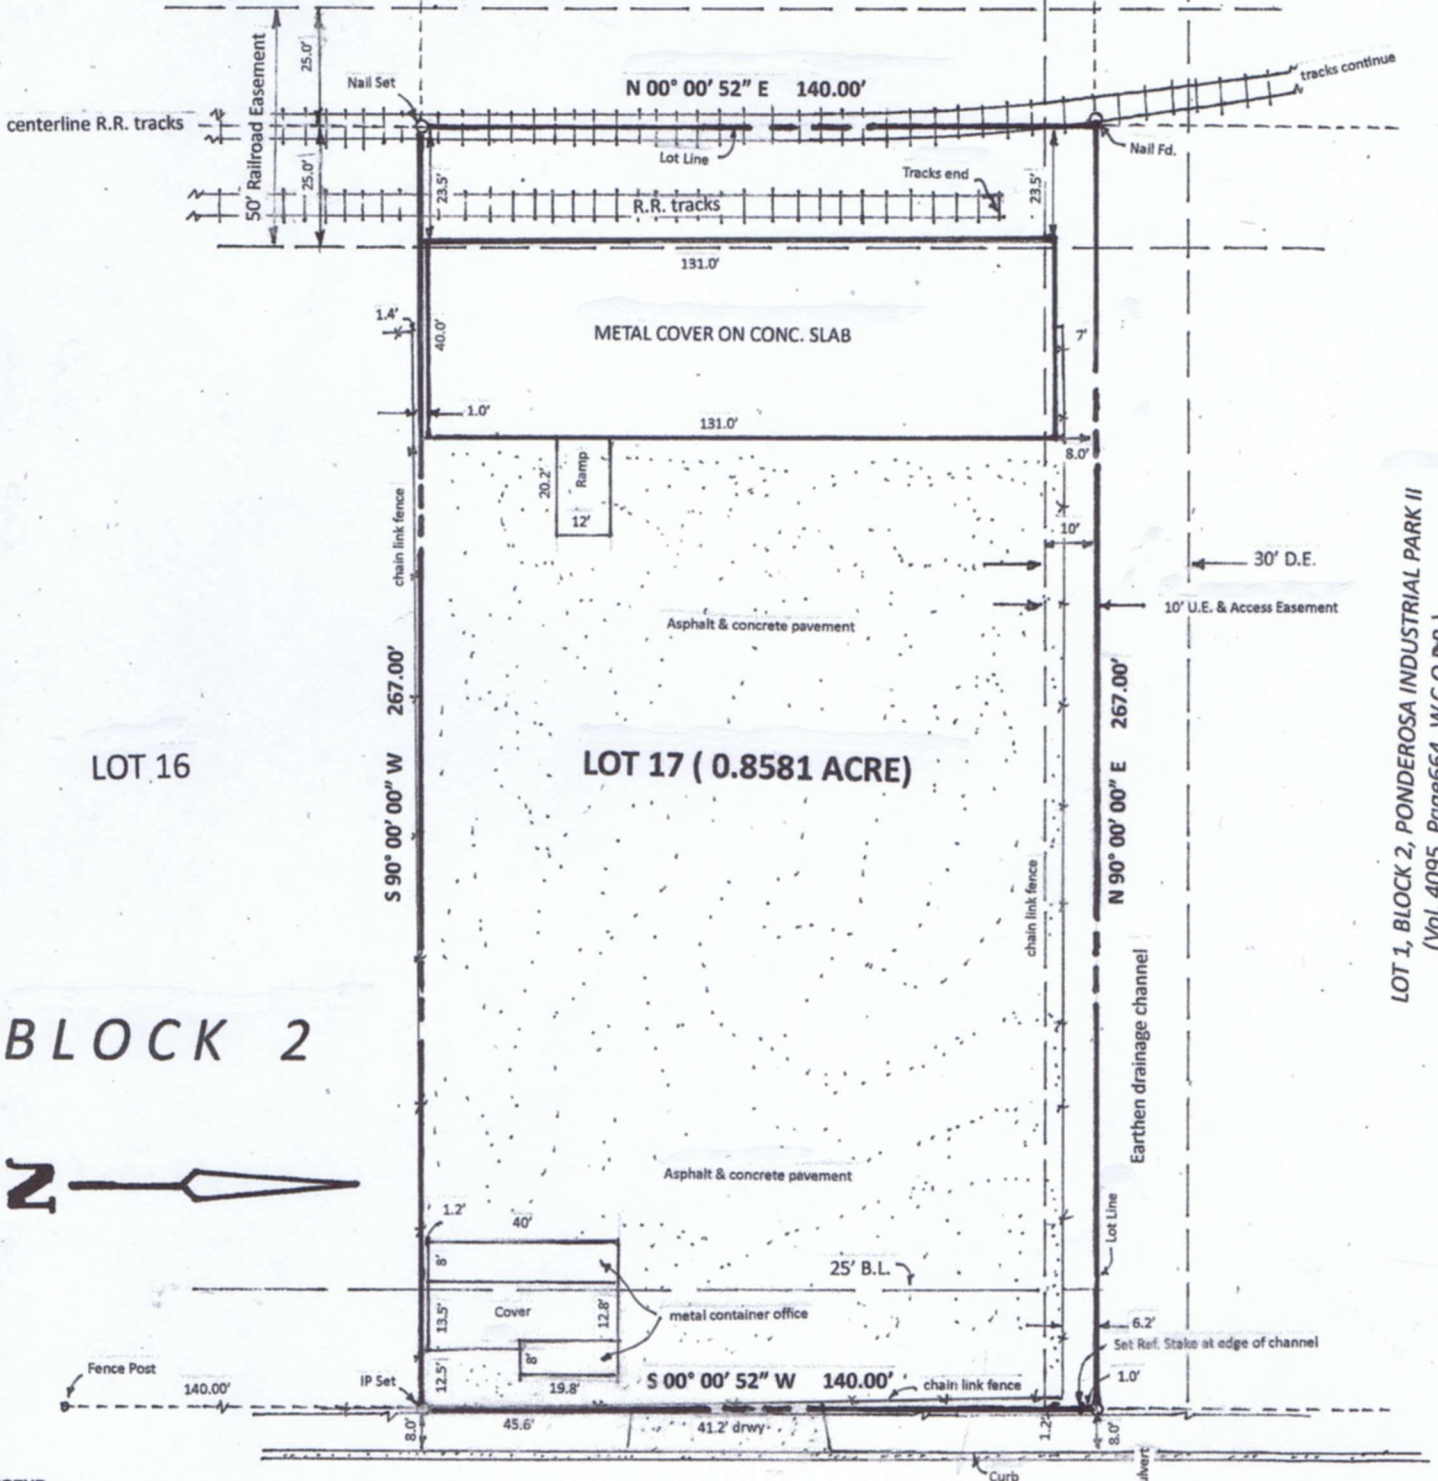 25.0'
50' Railroad Easement
Nail Set
N 00° 00' 52" E 140.00'
tracks continue
centerline R.R. tracks
Lot Line
Nail Fd.
25.0'
23.5'
Tracks end
23.5'
R.R. tracks
131.0'
1.4'
40.0'
METAL COVER ON CONC. SLAB
7'
1.0'
131.0'
8.0'
20.2'
Ramp
12'
10'
chain link fence
30' D.E.
10' U.E. & Access Easement
Asphalt & concrete pavement
S 90° 00' 00" W 267.00'
N 90° 00' 00" E 267.00'
LOT 1, BLOCK 2, PONDEROSA INDUSTRIAL PARK II
(Vol. 4095, Page664, W.C.O.P.R.)
LOT 16
LOT 17 ( 0.8581 ACRE)
chain link fence
BLOCK 2
Earthen drainage channel
N
Asphalt & concrete pavement
Lot Line
1.2'
40'
8'
25' B.L.
13.5'
Cover
12.8'
metal container office
6.2'
Set Ref. Stake at edge of channel
Fence Post
8'
12.5'
IP Set
S 00° 00' 52" W 140.00'
chain link fence
1.0'
140.00'
19.8'
8.0'
45.6'
41.2' drwy
1.2'
8.0'
Curb